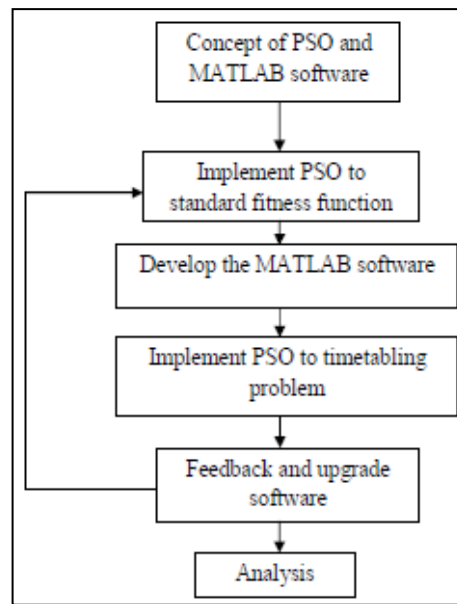 Concept of PSO and
MATLAB software
Implement PSO to
standard fitness function
Develop the MATLAB software
Implement PSO to timetabling
problem
Feedback and upgrade
software
Analysis